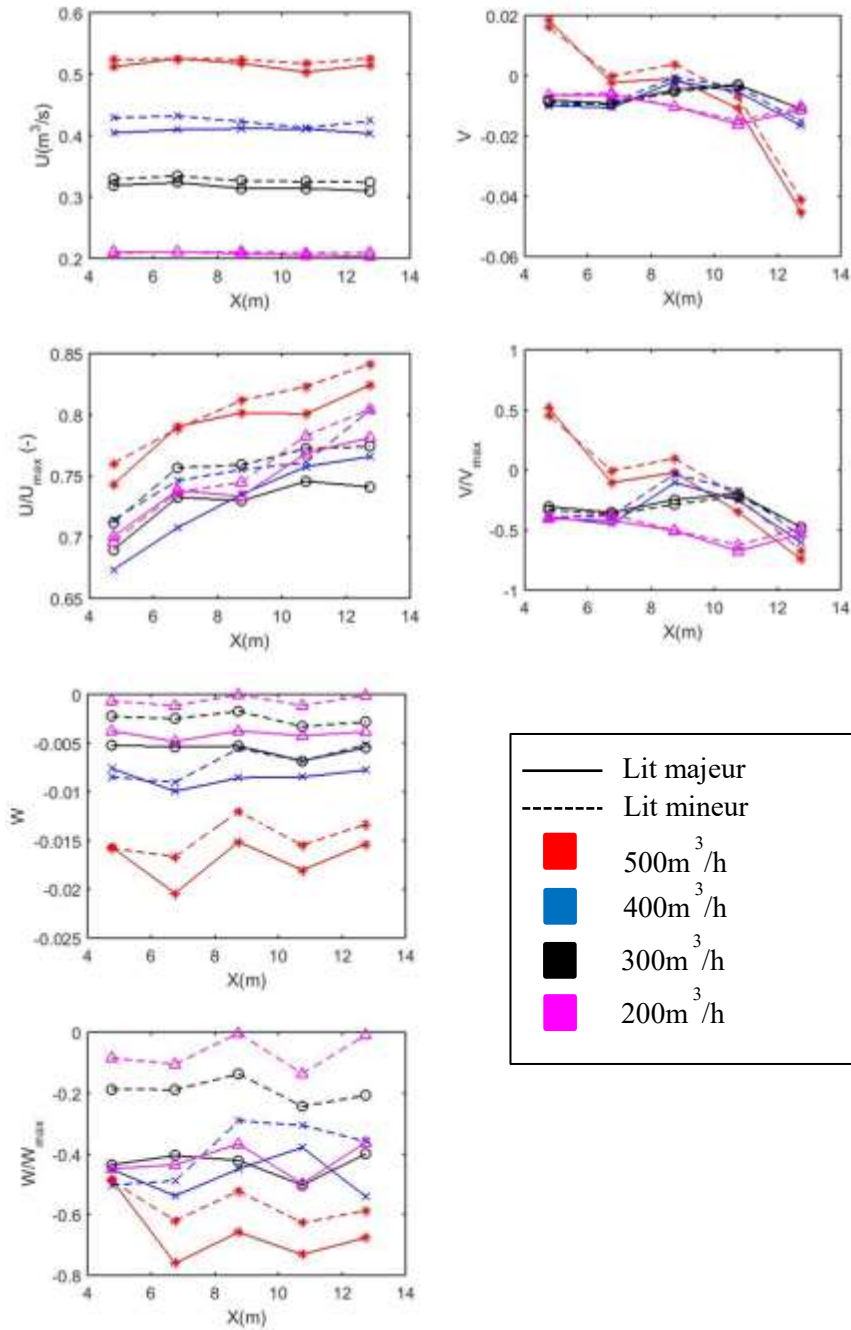 0.6
0.5
0.4
0.3
0.2
U(m³/s)
4 6 8 10 12 14
X(m)
0.02
0
-0.02
-0.04
-0.06
V
4 6 8 10 12 14
X(m)
0.85
0.8
0.75
0.7
0.65
U/U_max (-)
4 6 8 10 12 14
X(m)
1
0.5
0
-0.5
-1
V/V_max
4 6 8 10 12 14
X(m)
0
-0.005
-0.01
-0.015
-0.02
-0.025
W
4 6 8 10 12 14
X(m)
Lit majeur
Lit mineur
500m³/h
400m³/h
300m³/h
200m³/h
0
-0.2
-0.4
-0.6
-0.8
W/W_max
4 6 8 10 12 14
X(m)